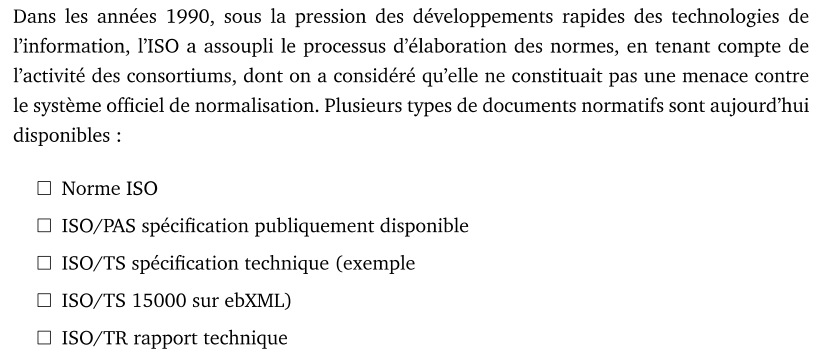 Dans les années 1990, sous la pression des développements rapides des technologies de
l'information, l'ISO a assoupli le processus d'élaboration des normes, en tenant compte de
l'activité des consortiums, dont on a considéré qu'elle ne constituait pas une menace contre
le système officiel de normalisation. Plusieurs types de documents normatifs sont aujourd'hui
disponibles :
☐ Norme ISO
☐ ISO/PAS spécification publiquement disponible
☐ ISO/TS spécification technique (exemple
☐ ISO/TS 15000 sur ebXML)
☐ ISO/TR rapport technique